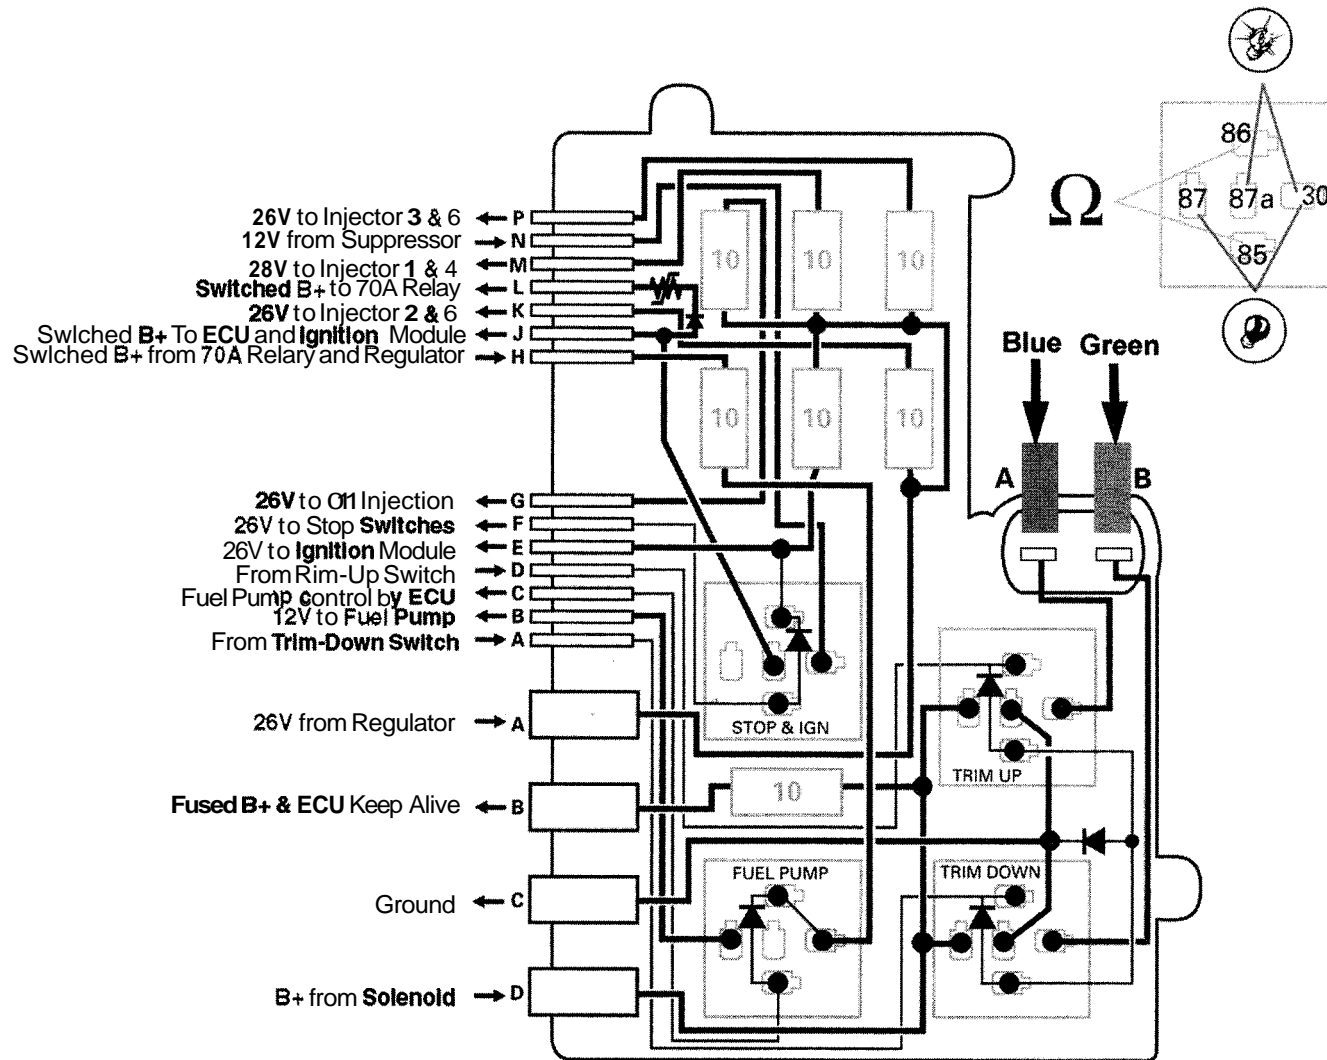 26V to Injector 3 & 6 P
12V from Suppressor N
28V to Injector 1 & 4 M
Switched B+ to 70A Relay L
26V to Injector 2 & 6 K
Swlched B+ To ECU and Ignition Module J
Swlched B+ from 70A Relary and Regulator H
26V to O11 Injection G
26V to Stop Switches F
26V to Ignition Module E
From Rim-Up Switch D
Fuel Pump control by ECU C
12V to Fuel Pump B
From Trim-Down Switch A
26V from Regulator A
Fused B+ & ECU Keep Alive B
Ground C
B+ from Solenoid D
10 10 10
10 10 10
STOP & IGN
10
FUEL PUMP
TRIM UP
TRIM DOWN
Blue Green
A B
Ω
86
87 87a 30
85